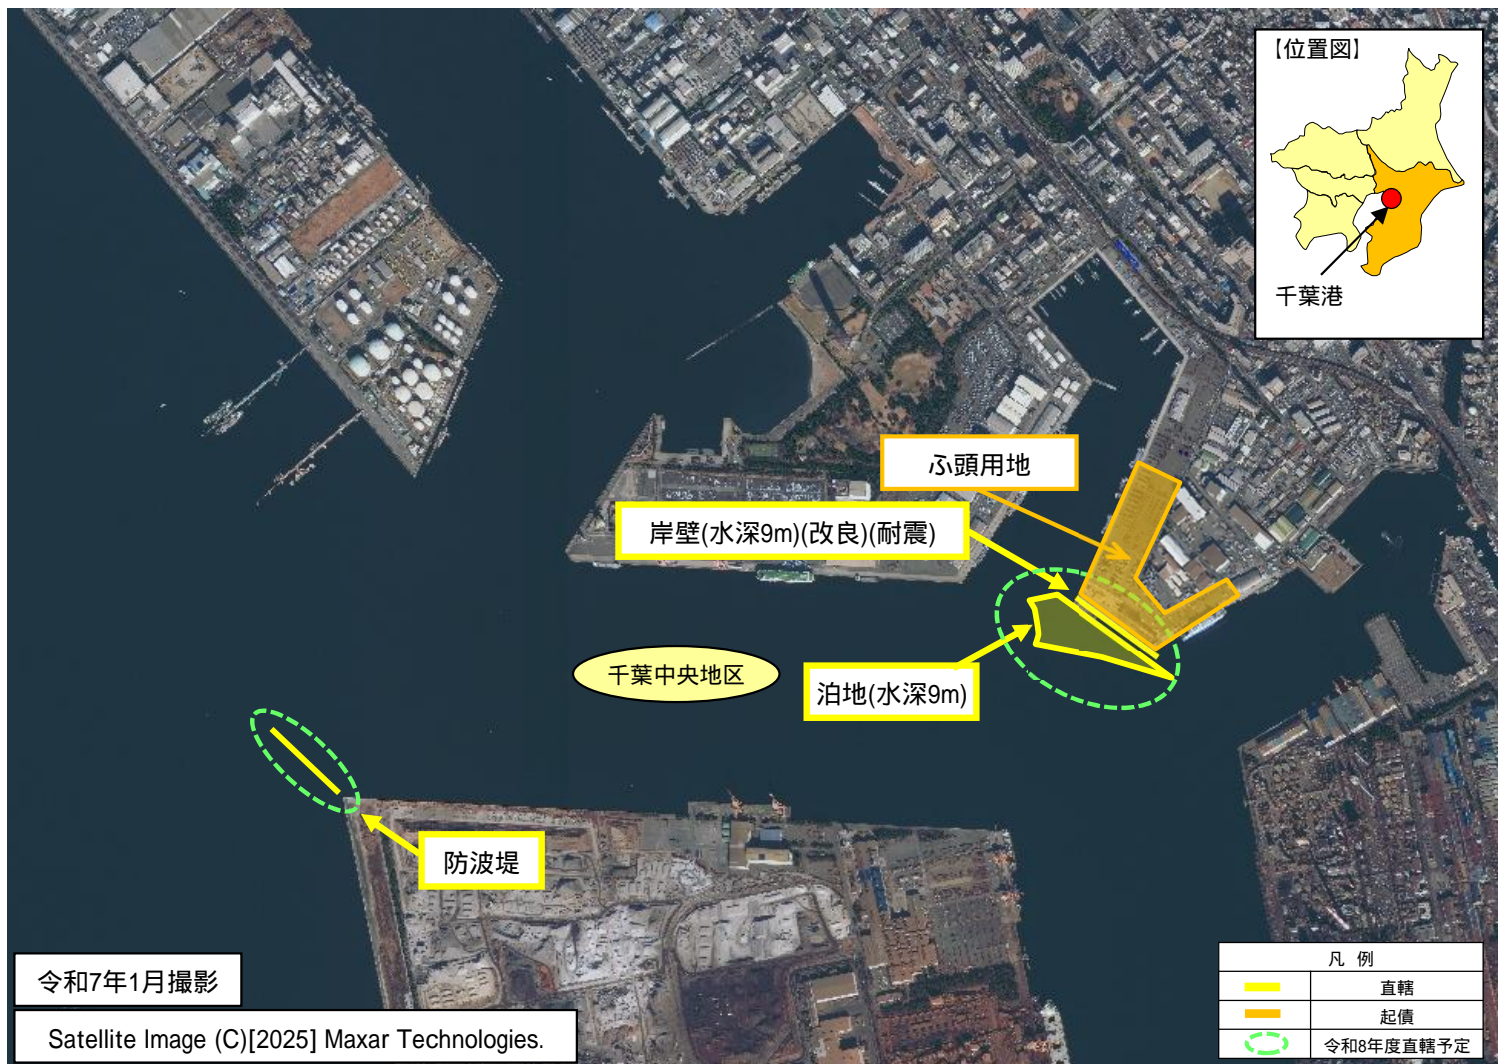 【位置図】
千葉港
ふ頭用地
岸壁(水深9m)(改良)(耐震)
千葉中央地区
泊地(水深9m)
防波堤
令和7年1月撮影
Satellite Image (C)[2025] Maxar Technologies.
凡 例
直轄
起債
令和8年度直轄予定